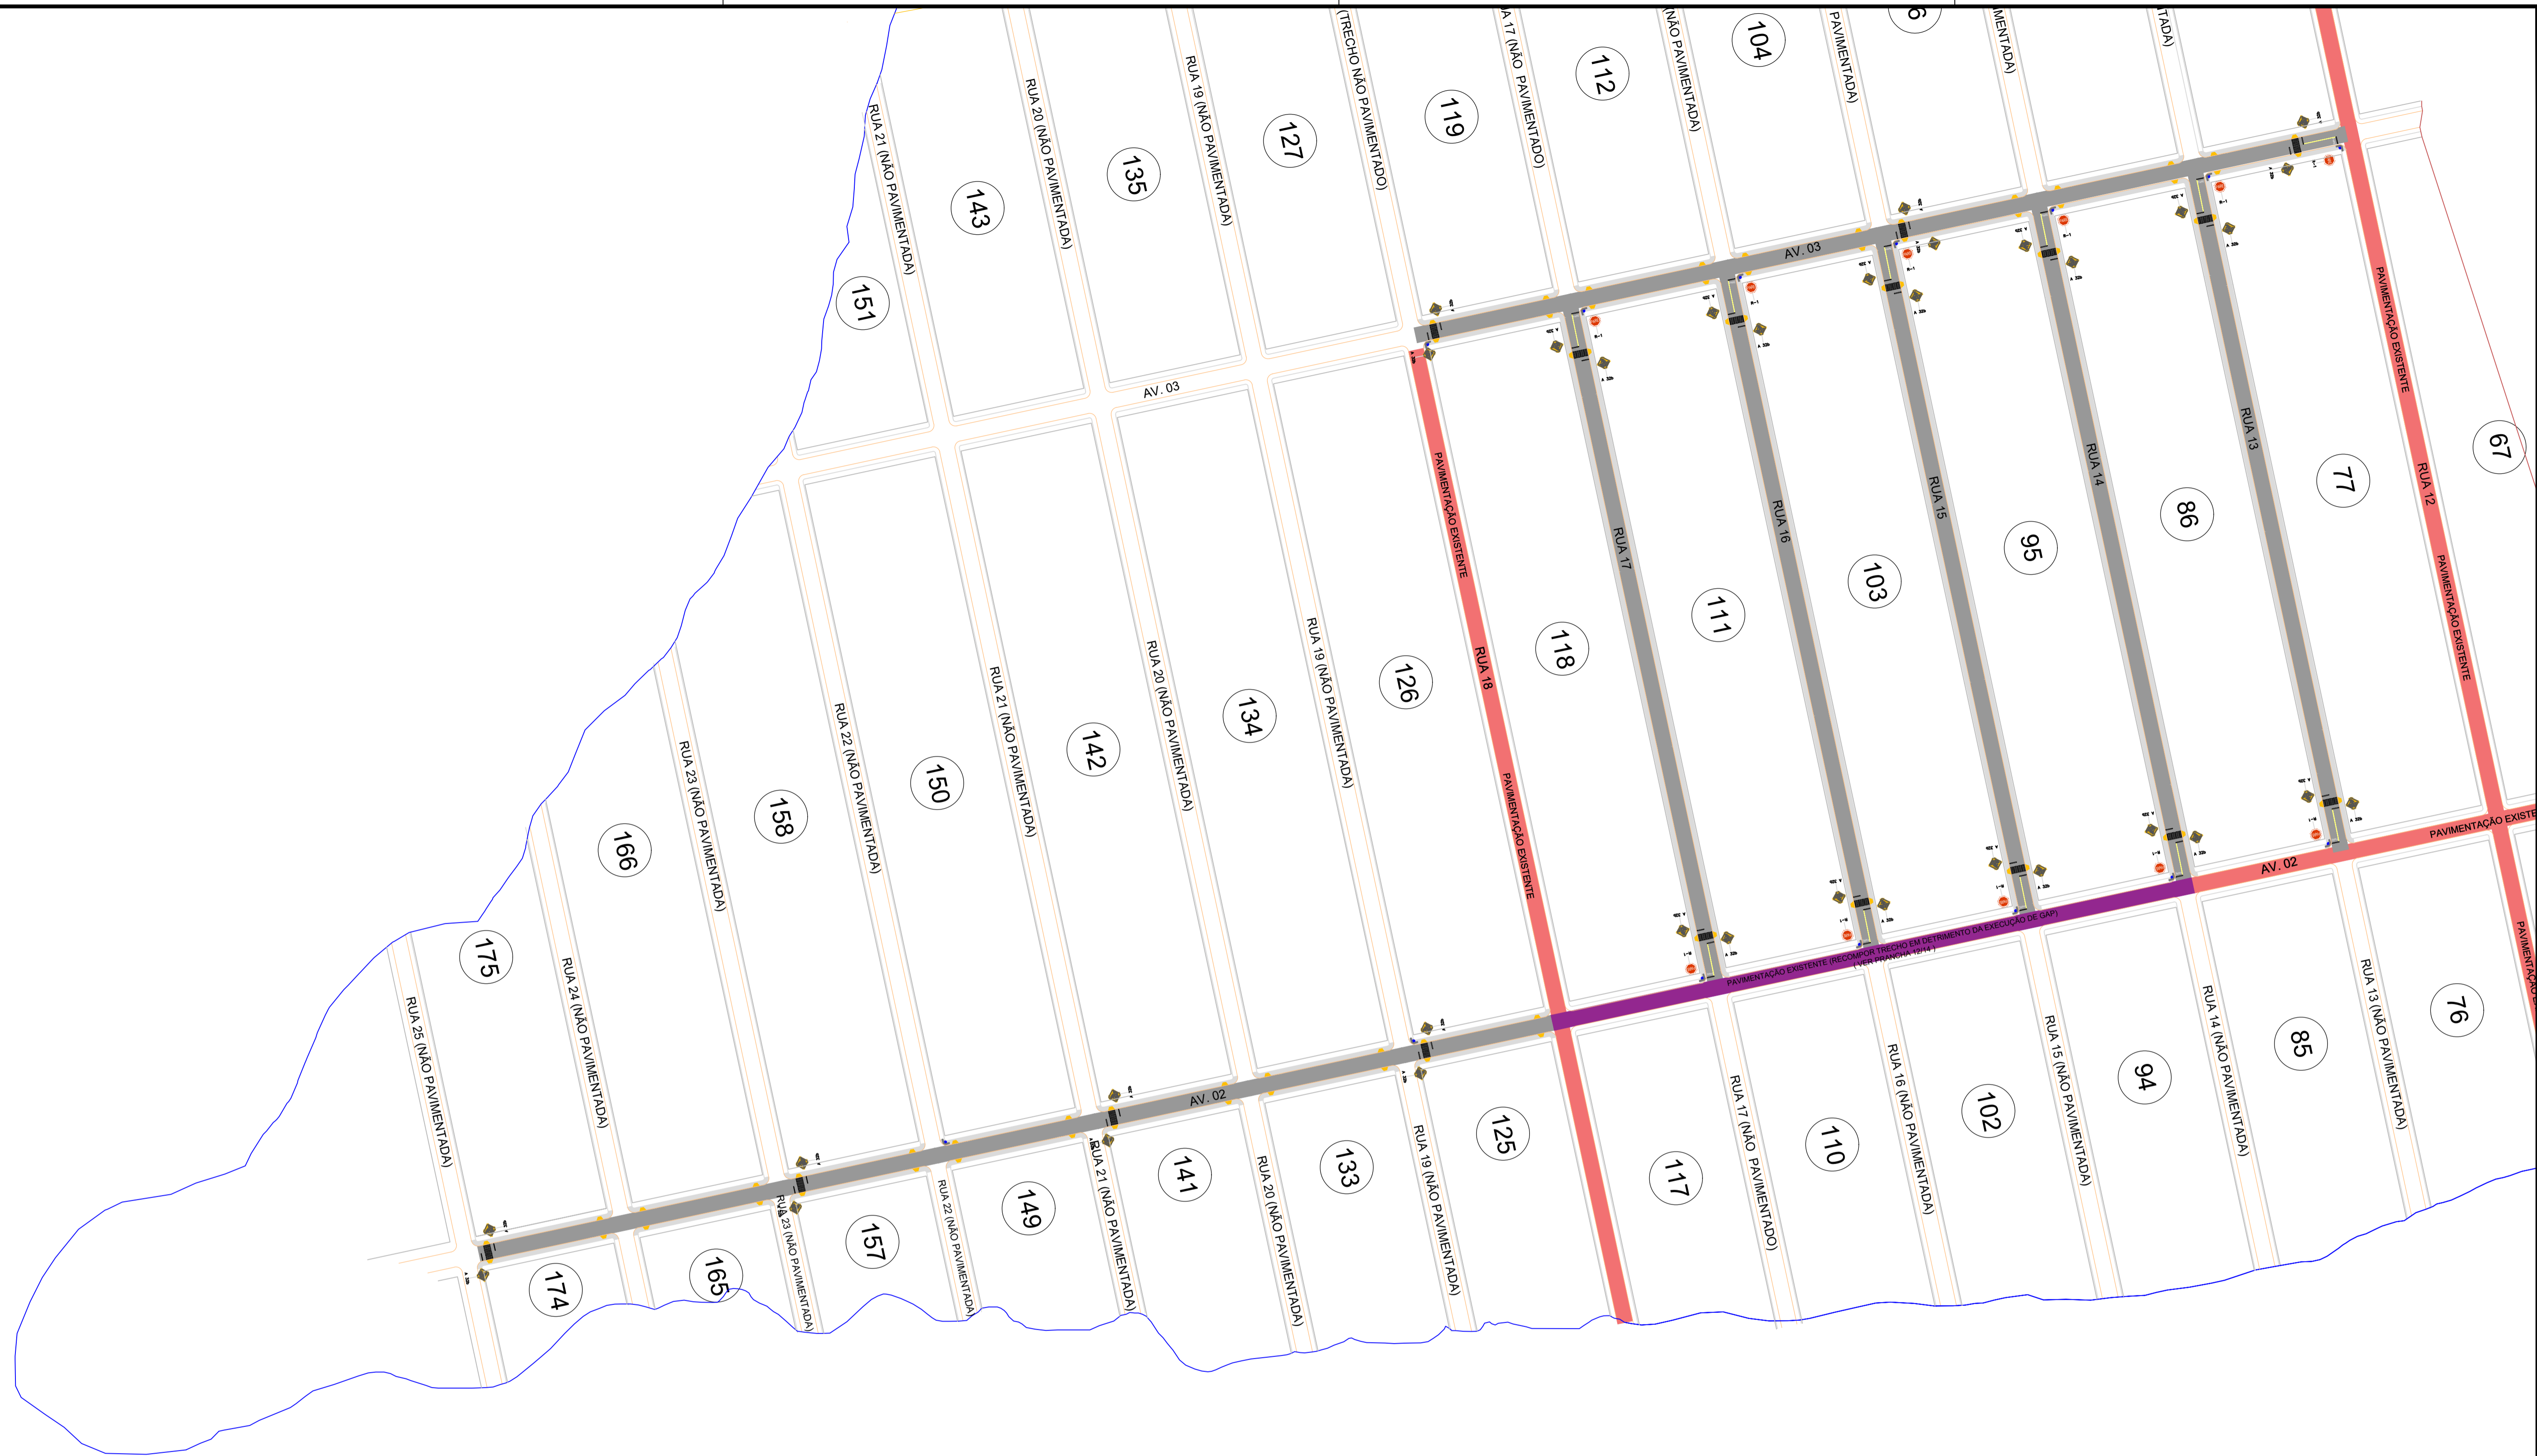 (TRECHO NÃO PAVIMENTADO)
17 (NÃO PAVIMENTADO)
(NÃO PAVIMENTADA)
PAVIMENTADA)
6
MENTADA)
TADA)
104
112
119
127
135
143
151
RUA 21 (NÃO PAVIMENTADA)
RUA 20 (NÃO PAVIMENTADA)
RUA 19 (NÃO PAVIMENTADA)
AV. 03
AV. 03
PAVIMENTAÇÃO EXISTENTE
RUA 12
PAVIMENTAÇÃO EXISTENTE
67
77
RUA 13
86
RUA 14
95
RUA 15
103
RUA 16
111
RUA 17
118
PAVIMENTAÇÃO EXISTENTE
RUA 18
PAVIMENTAÇÃO EXISTENTE
126
RUA 19 (NÃO PAVIMENTADA)
134
RUA 20 (NÃO PAVIMENTADA)
142
RUA 21 (NÃO PAVIMENTADA)
150
RUA 22 (NÃO PAVIMENTADA)
158
RUA 23 (NÃO PAVIMENTADA)
166
RUA 24 (NÃO PAVIMENTADA)
175
RUA 25 (NÃO PAVIMENTADA)
PAVIMENTAÇÃO EXISTE
AV. 02
PAVIMENTAÇÃO EXISTENTE (RECOMPOR TRECHO EM DETRIMENTO DA EXECUÇÃO DE GAP)
( VER PRANCHA 12/14 )
AV. 02
PAVIMENTAÇÃO E
76
RUA 13 (NÃO PAVIMENTADA)
85
RUA 14 (NÃO PAVIMENTADA)
94
RUA 15 (NÃO PAVIMENTADA)
102
RUA 16 (NÃO PAVIMENTADA)
110
RUA 17 (NÃO PAVIMENTADO)
117
125
RUA 19 (NÃO PAVIMENTADA)
133
RUA 20 (NÃO PAVIMENTADA)
141
RUA 21 (NÃO PAVIMENTADA)
149
RUA 22 (NÃO PAVIMENTADA)
157
RUA 23 (NÃO PAVIMENTADA)
165
174